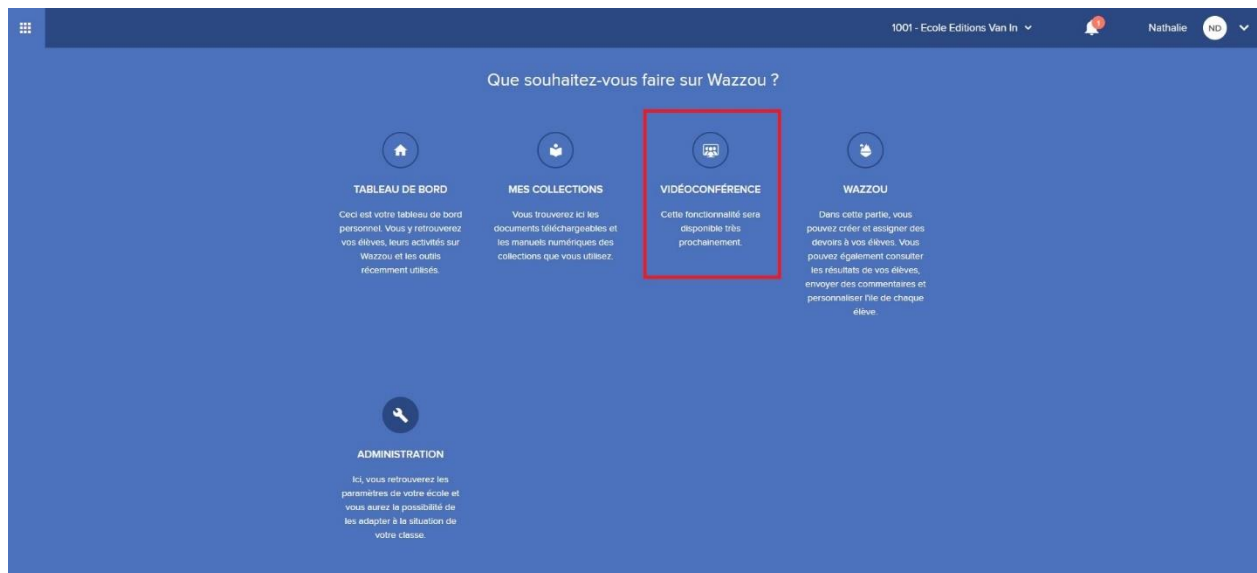 1001 - Ecole Editions Van In
1
Nathalie
ND
Que souhaitez-vous faire sur Wazzou ?
TABLEAU DE BORD
Ceci est votre tableau de bord
personnel. Vous y retrouverez
vos élèves, leurs activités sur
Wazzou et les outils
récemment utilisés.
MES COLLECTIONS
Vous trouverez ici les
documents téléchargeables et
les manuels numériques des
collections que vous utilisez.
VIDÉOCONFÉRENCE
Cette fonctionnalité sera
disponible très
prochainement.
WAZZOU
Dans cette partie, vous
pouvez créer et assigner des
devoirs à vos élèves. Vous
pouvez également consulter
les résultats de vos élèves,
envoyer des commentaires et
personnaliser l'île de chaque
élève.
ADMINISTRATION
Ici, vous retrouverez les
paramètres de votre école et
vous aurez la possibilité de
les adapter à la situation de
votre classe.